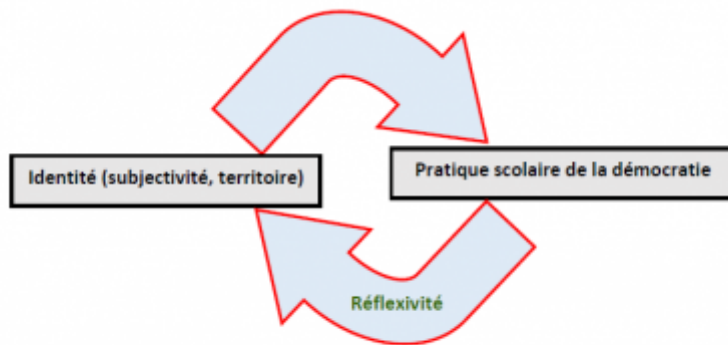 Identité (subjectivité, territoire)
Pratique scolaire de la démocratie
Réflexivité